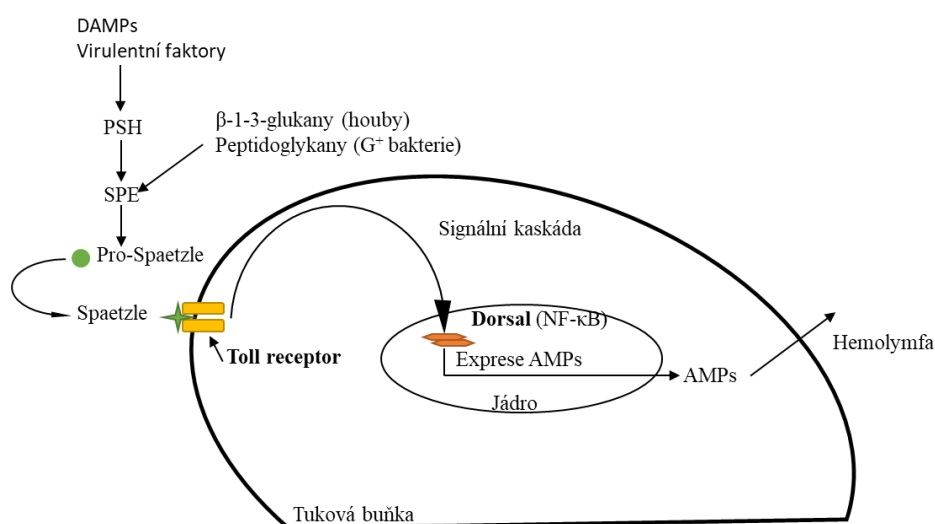 DAMPs
Virulentní faktory
PSH
β-1-3-glukany (houby)
Peptidoglykany (G⁺ bakterie)
SPE
Pro-Spaetzle
Spaetzle
Toll receptor
Signální kaskáda
Dorsal (NF-κB)
Exprese AMPs
Jádro
AMPs
Hemolymfa
Tuková buňka